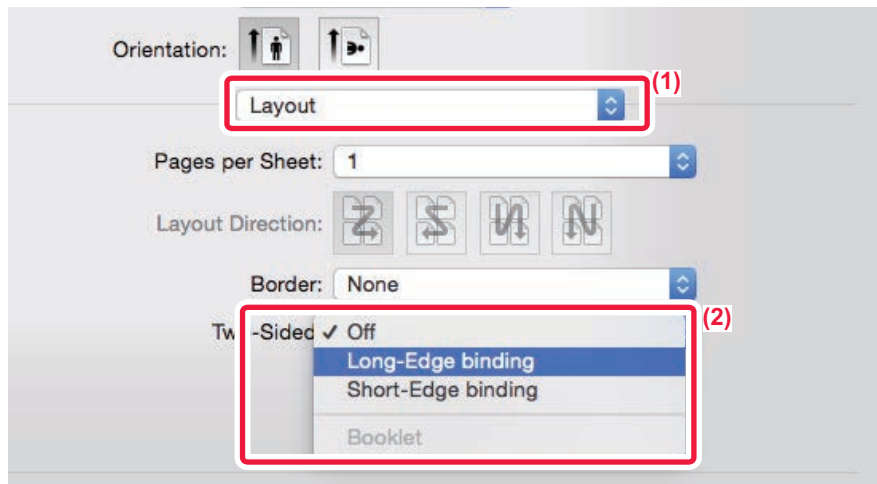 Orientation:
(1)
Layout
Pages per Sheet: 1
Layout Direction:
Border: None
(2)
Tw -Sided ✓ Off
Long-Edge binding
Short-Edge binding
Booklet